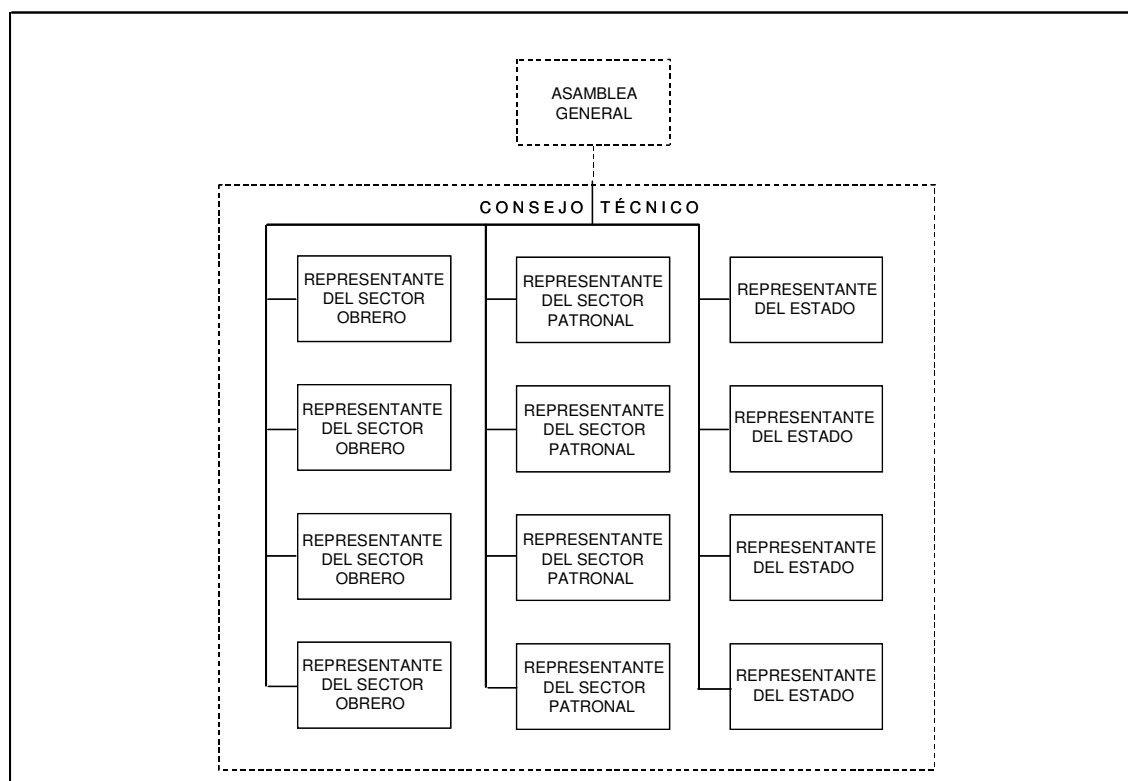 ASAMBLEA
GENERAL
CONSEJO TÉCNICO
REPRESENTANTE
DEL SECTOR
OBRERO
REPRESENTANTE
DEL SECTOR
PATRONAL
REPRESENTANTE
DEL ESTADO
REPRESENTANTE
DEL SECTOR
OBRERO
REPRESENTANTE
DEL SECTOR
PATRONAL
REPRESENTANTE
DEL ESTADO
REPRESENTANTE
DEL SECTOR
OBRERO
REPRESENTANTE
DEL SECTOR
PATRONAL
REPRESENTANTE
DEL ESTADO
REPRESENTANTE
DEL SECTOR
OBRERO
REPRESENTANTE
DEL SECTOR
PATRONAL
REPRESENTANTE
DEL ESTADO